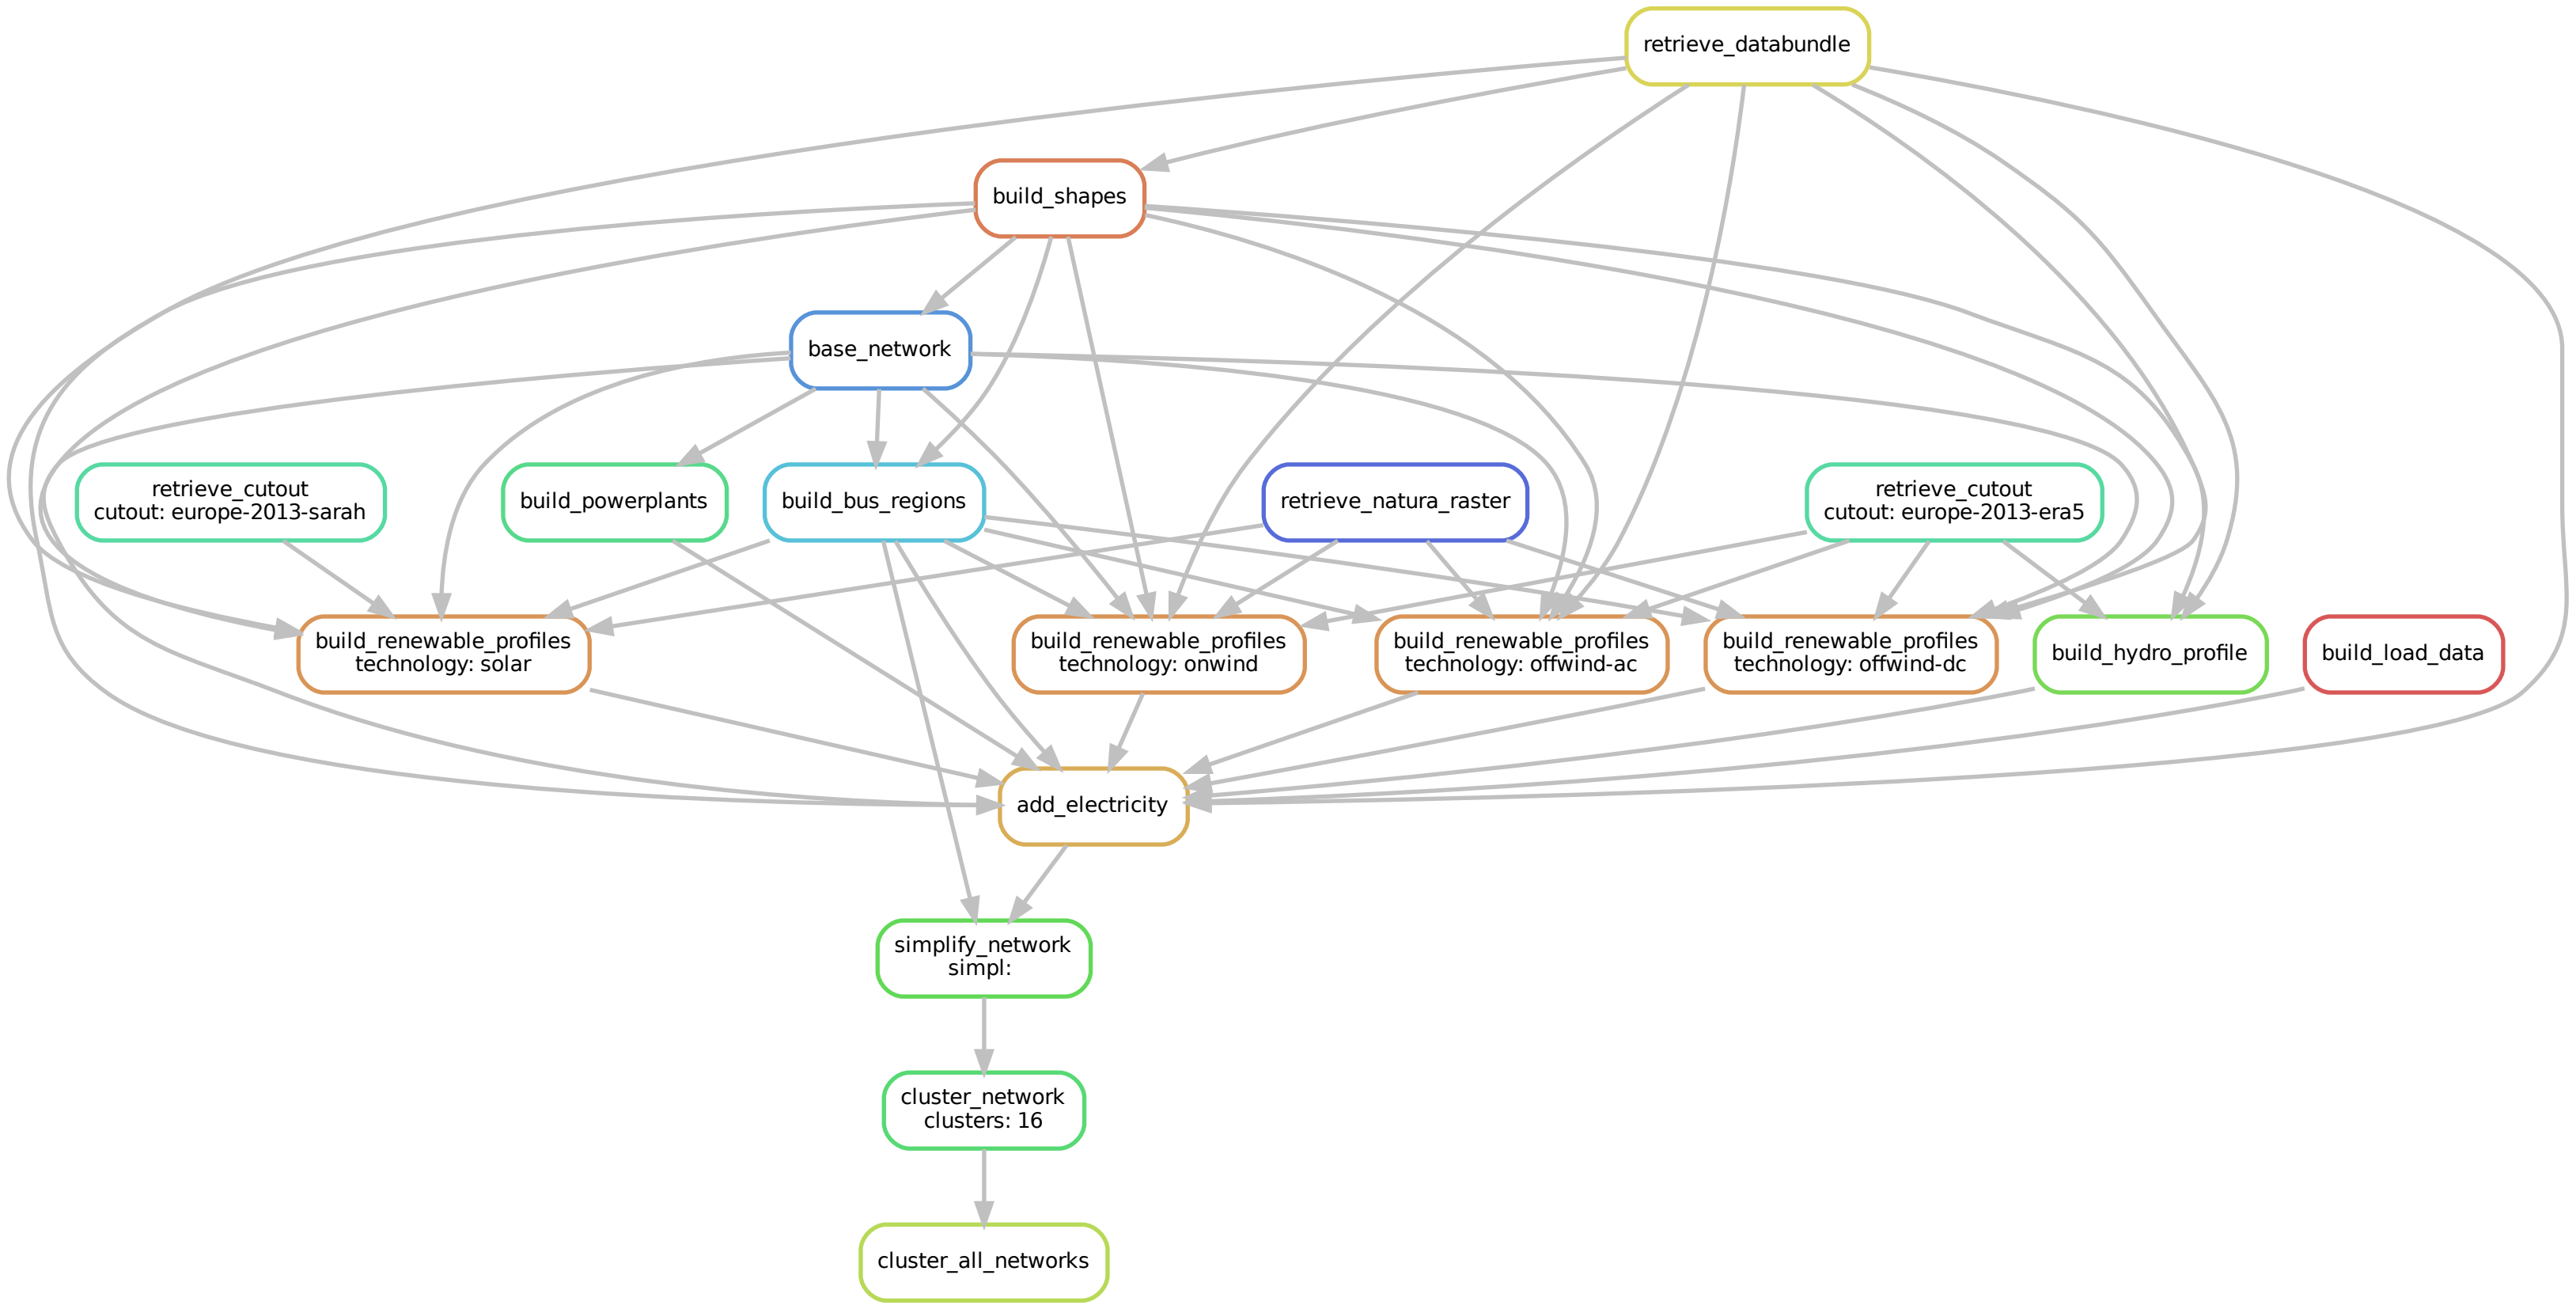 retrieve_databundle
build_shapes
base_network
retrieve_cutout
cutout: europe-2013-sarah
build_powerplants
build_bus_regions
retrieve_natura_raster
retrieve_cutout
cutout: europe-2013-era5
build_renewable_profiles
technology: solar
build_renewable_profiles
technology: onwind
build_renewable_profiles
technology: offwind-ac
build_renewable_profiles
technology: offwind-dc
build_hydro_profile
build_load_data
add_electricity
simplify_network
simpl:
cluster_network
clusters: 16
cluster_all_networks